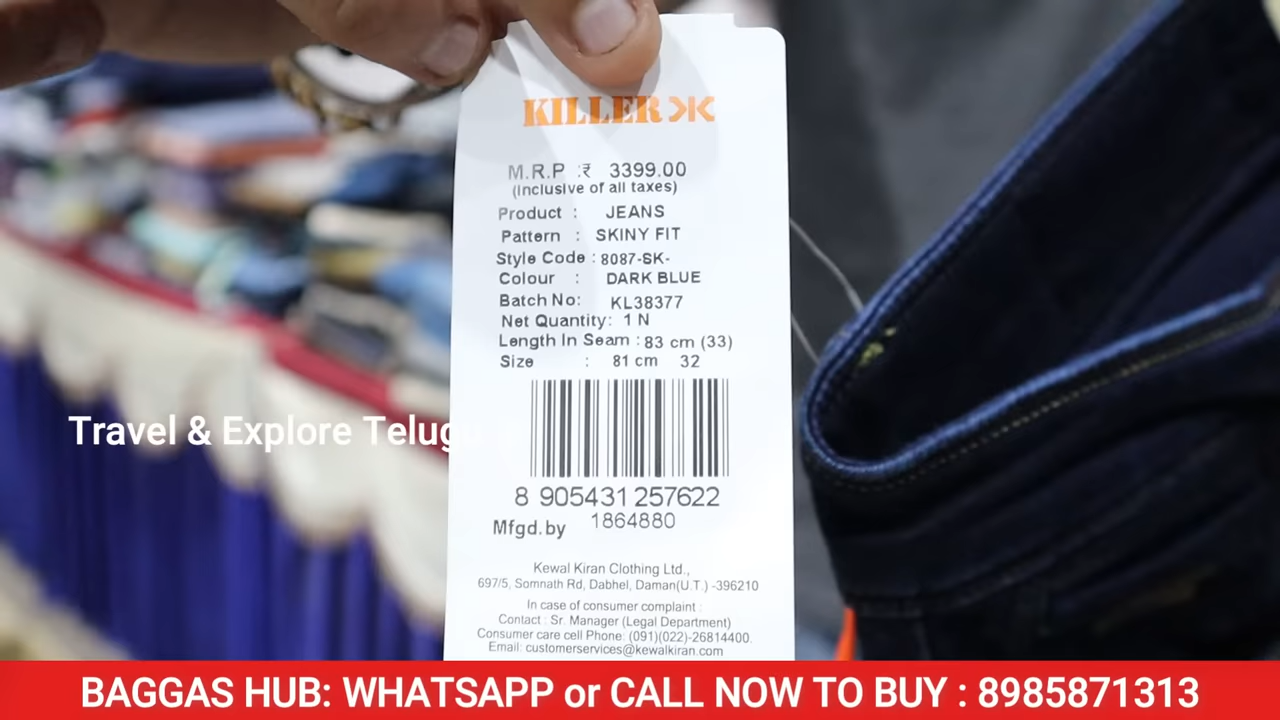 KILLER
M.R.P :₹ 3399.00
(Inclusive of all taxes)
Product : JEANS
Pattern : SKINY FIT
Style Code : 8087-SK-
Colour : DARK BLUE
Batch No: KL38377
Net Quantity: 1 N
Length In Seam : 83 cm (33)
Size : 81 cm 32
8 905431 257622
Mfgd.by 1864880
Kewal Kiran Clothing Ltd.,
697/5, Somnath Rd, Dabhel, Daman(U.T.) -396210
In case of consumer complaint :
Contact : Sr. Manager (Legal Department)
Consumer care cell Phone: (091)(022)-26814400.
Email: customerservices@kewalkiran.com
Travel & Explore Telugu
BAGGAS HUB: WHATSAPP or CALL NOW TO BUY : 8985871313